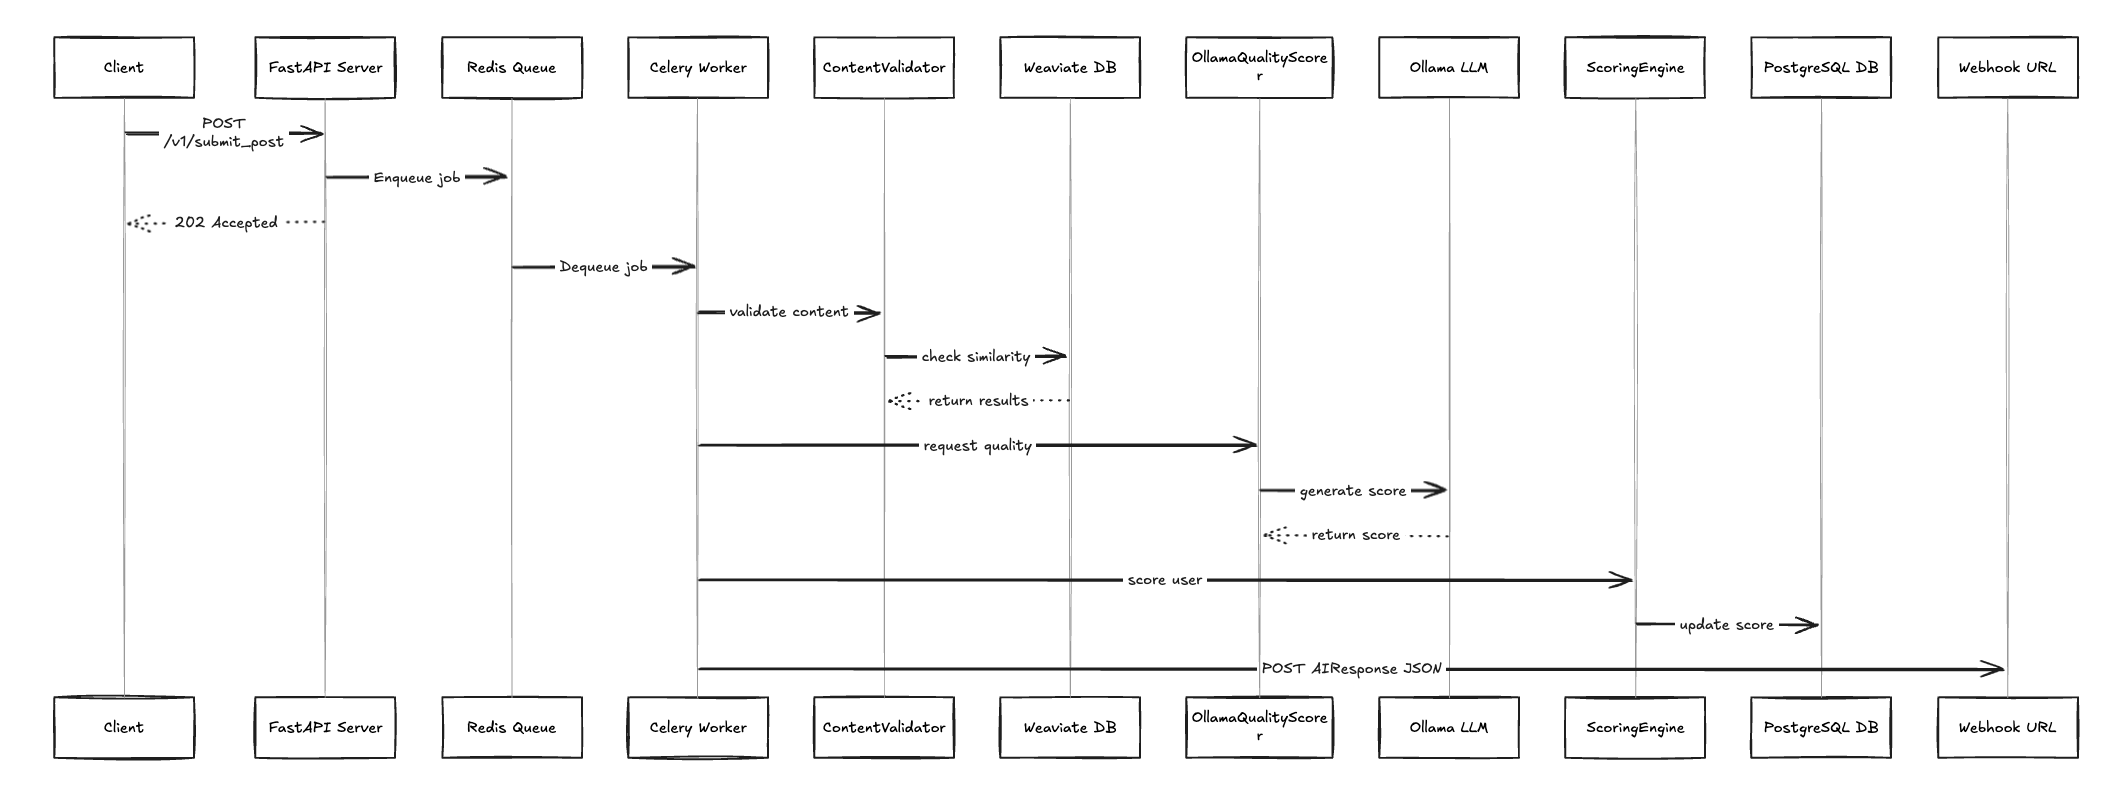 Client
FastAPI Server
Redis Queue
Celery Worker
ContentValidator
Weaviate DB
OllamaQualityScore
r
Ollama LLM
ScoringEngine
PostgreSQL DB
Webhook URL
POST
/v1/submit_post
Enqueue job
202 Accepted
Dequeue job
validate content
check similarity
return results
request quality
generate score
return score
score user
update score
POST AIResponse JSON
Client
FastAPI Server
Redis Queue
Celery Worker
ContentValidator
Weaviate DB
OllamaQualityScore
r
Ollama LLM
ScoringEngine
PostgreSQL DB
Webhook URL